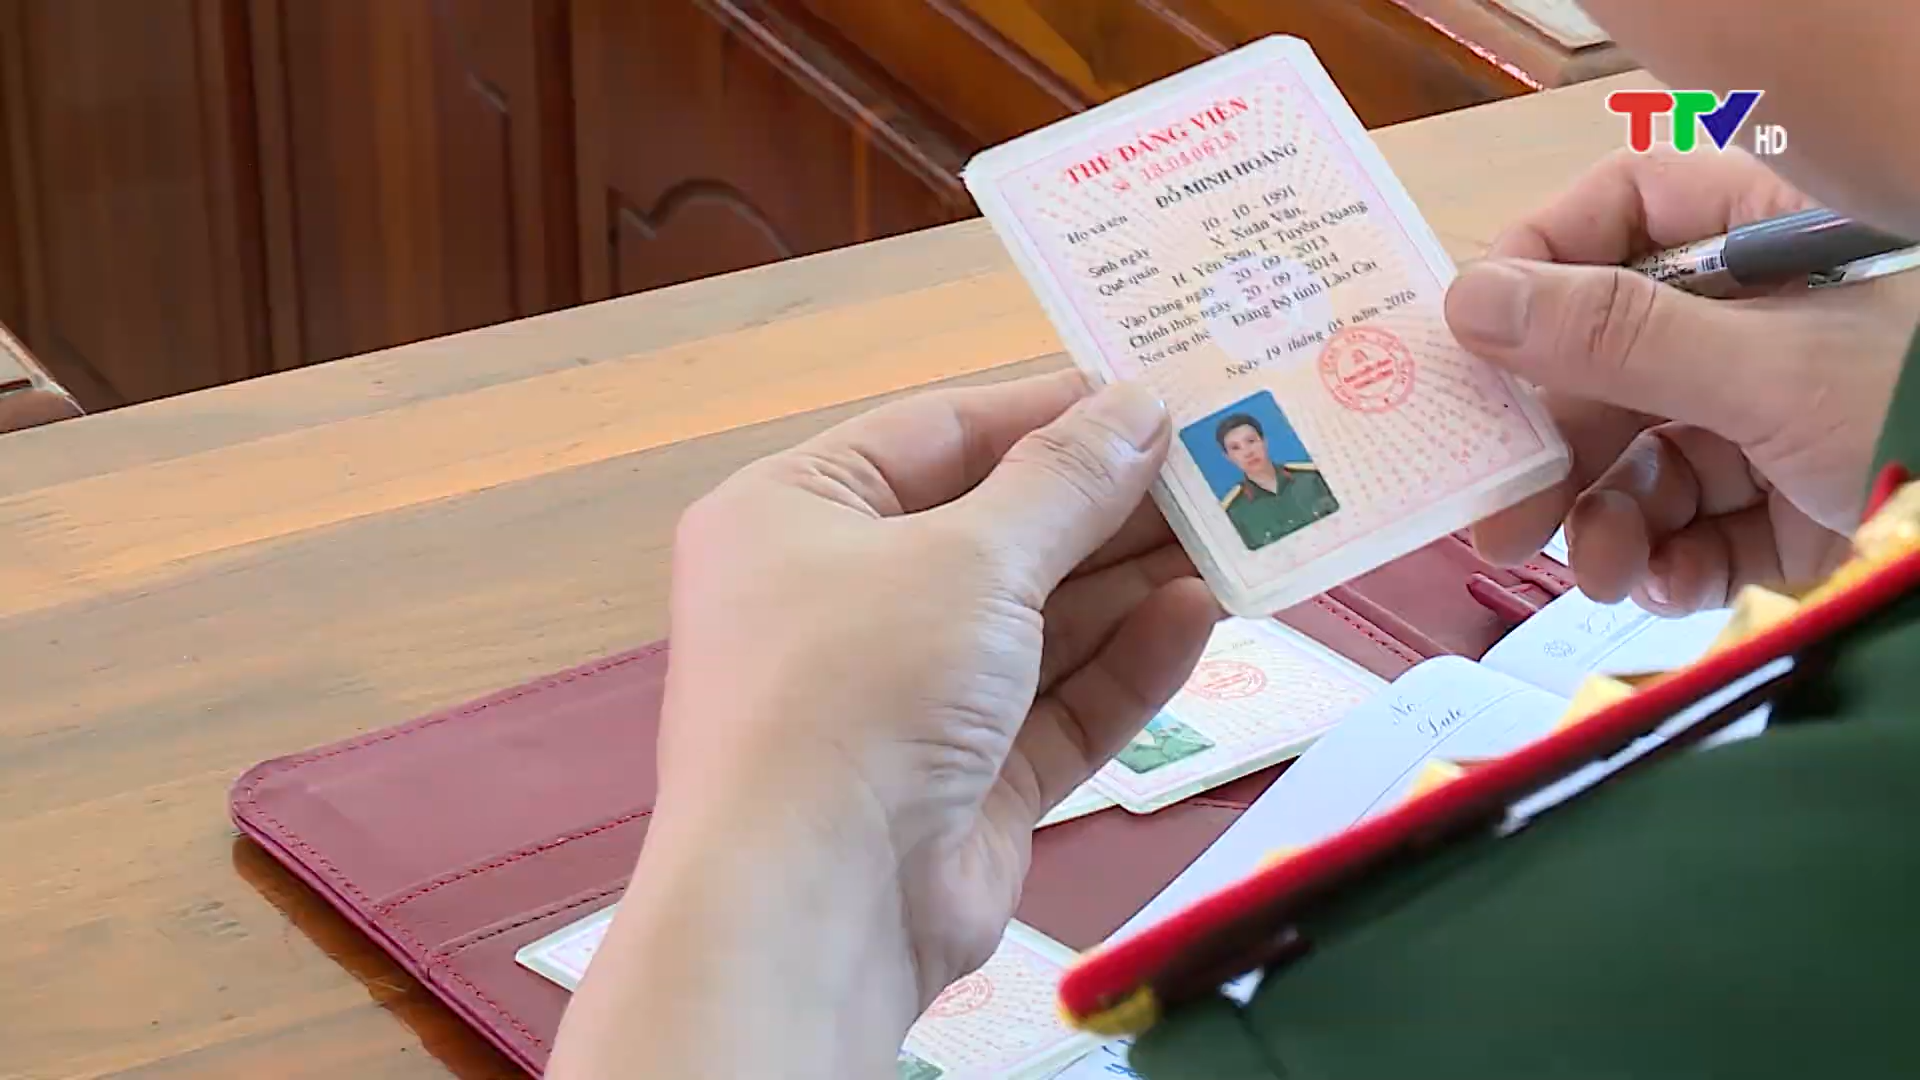 TTV HD
THẺ ĐẢNG VIÊN
Số 18.040618
ĐỖ MINH HOÀNG
Họ và tên
Sinh ngày 10 - 10 - 1991
Quê quán X. Xuân Vân,
H. Yên Sơn, T. Tuyên Quang
Vào Đảng ngày 20 - 09 - 2013
Chính thức ngày 20 - 09 - 2014
Nơi cấp thẻ Đảng bộ tỉnh Lào Cai
Ngày 19 tháng 05 năm 2016
No.
Date